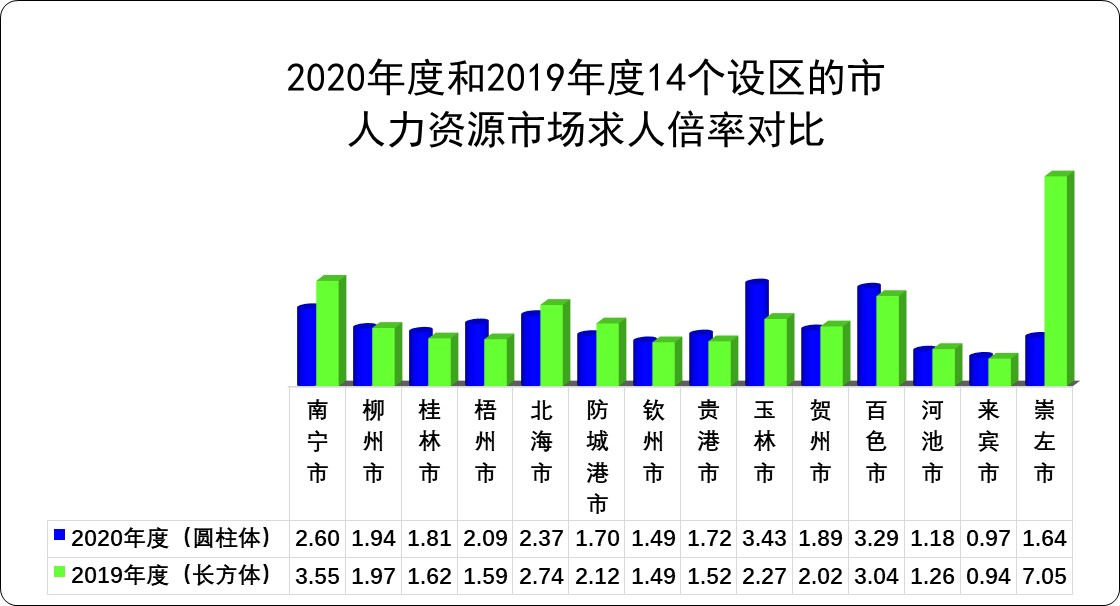 2020年度和2019年度14个设区的市
人力资源市场求人倍率对比
南宁市 柳州市 桂林市 梧州市 北海市 防城港市 钦州市 贵港市 玉林市 贺州市 百色市 河池市 来宾市 崇左市
2020年度（圆柱体） 2.60 1.94 1.81 2.09 2.37 1.70 1.49 1.72 3.43 1.89 3.29 1.18 0.97 1.64
2019年度（长方体） 3.55 1.97 1.62 1.59 2.74 2.12 1.49 1.52 2.27 2.02 3.04 1.26 0.94 7.05